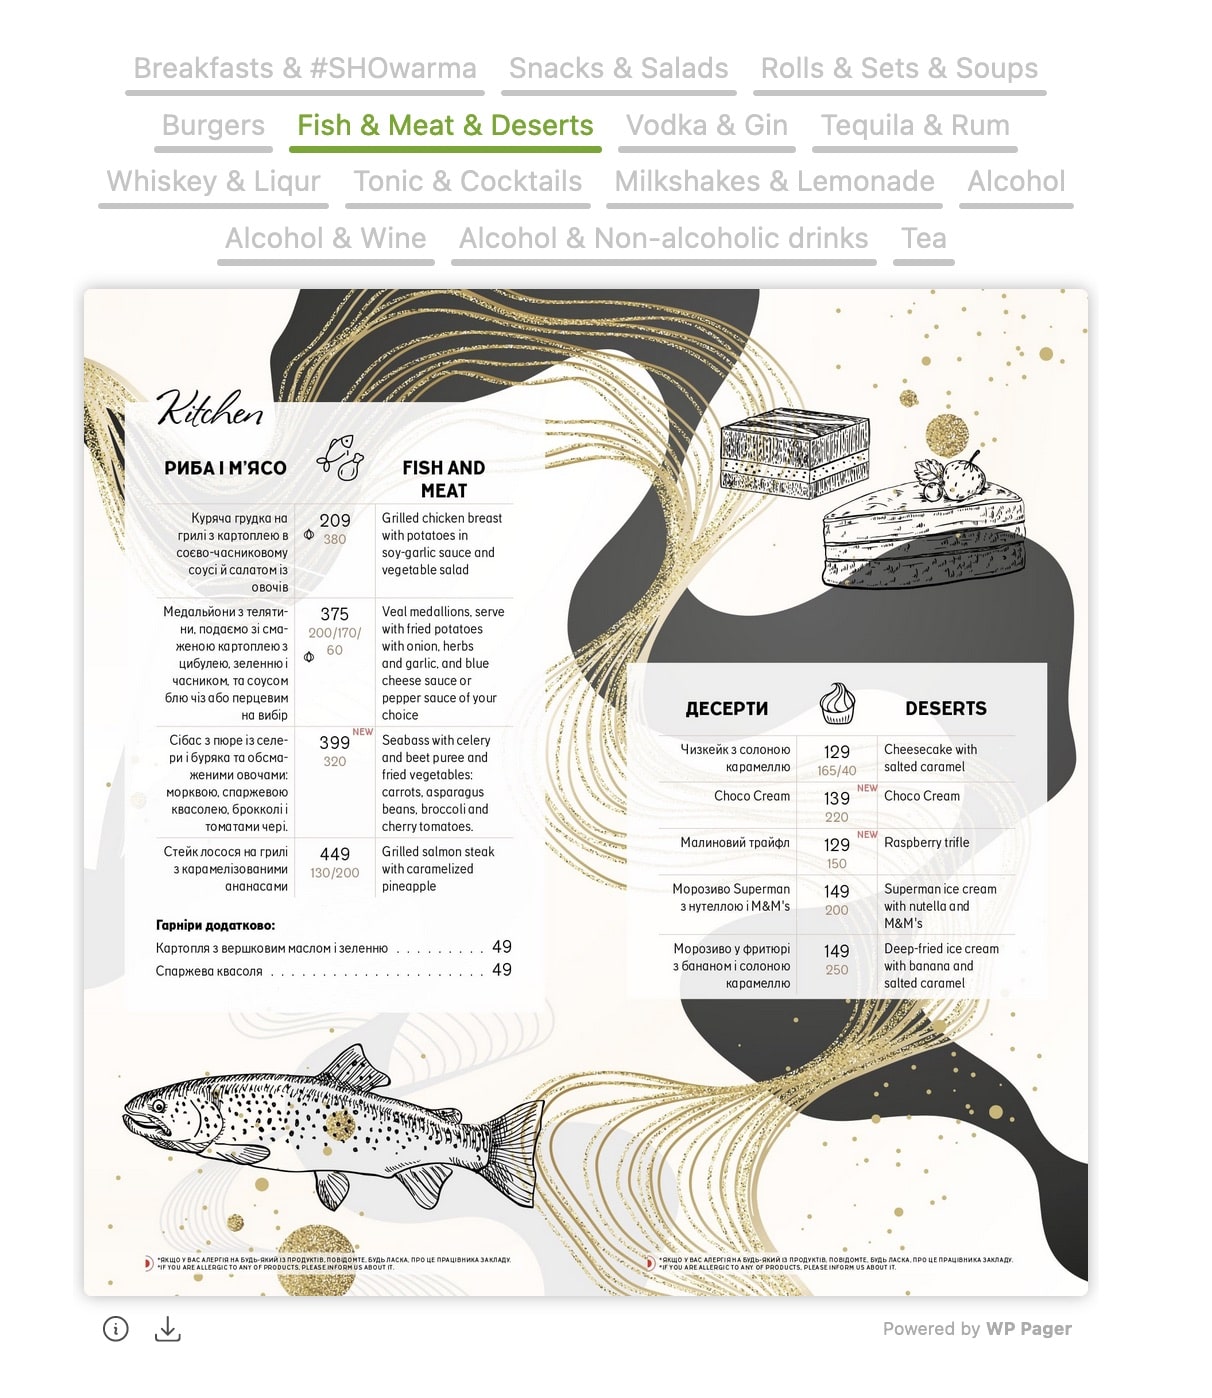 Breakfasts & #SHOwarma Snacks & Salads Rolls & Sets & Soups
Burgers Fish & Meat & Deserts Vodka & Gin Tequila & Rum
Whiskey & Liqur Tonic & Cocktails Milkshakes & Lemonade Alcohol
Alcohol & Wine Alcohol & Non-alcoholic drinks Tea
Kitchen
РИБА І М'ЯСО
FISH AND
MEAT
Куряча грудка на
грилі з картоплею в
соєво-часниковому
соусі й салатом із
овочів
209
380
Grilled chicken breast
with potatoes in
soy-garlic sauce and
vegetable salad
Медальйони з теляти-
ни, подаємо зі сма-
женою картоплею з
цибулею, зеленню і
часником, та соусом
блю чіз або перцевим
на вибір
375
200/170/
60
Veal medallions, serve
with fried potatoes
with onion, herbs
and garlic, and blue
cheese sauce or
pepper sauce of your
choice
Сібас з пюре із селе-
ри і буряка та обсма-
женими овочами:
морквою, спаржевою
квасолею, брокколі і
томатами чері.
399 NEW
320
Seabass with celery
and beet puree and
fried vegetables:
carrots, asparagus
beans, broccoli and
cherry tomatoes.
Стейк лосося на грилі
з карамелізованими
ананасами
449
130/200
Grilled salmon steak
with caramelized
pineapple
Гарніри додатково:
Картопля з вершковим маслом і зеленню . . . . . . . . . 49
Спаржева квасоля . . . . . . . . . . . . . . . . . . . . . 49
ДЕСЕРТИ
DESERTS
Чизкейк з солоною
карамеллю
129
165/40
Cheesecake with
salted caramel
Choco Cream
139 NEW
220
Choco Cream
Малиновий трайфл
129 NEW
150
Raspberry trifle
Морозиво Superman
з нутеллою і M&M's
149
200
Superman ice cream
with nutella and
M&M's
Морозиво у фритюрі
з бананом і солоною
карамеллю
149
250
Deep-fried ice cream
with banana and
salted caramel
*ЯКЩО У ВАС АЛЕРГІЯ НА БУДЬ-ЯКИЙ ІЗ ПРОДУКТІВ, ПОВІДОМТЕ, БУДЬ ЛАСКА, ПРО ЦЕ ПРАЦІВНИКА ЗАКЛАДУ.
*IF YOU ARE ALLERGIC TO ANY OF PRODUCTS, PLEASE INFORM US ABOUT IT.
*ЯКЩО У ВАС АЛЕРГІЯ НА БУДЬ-ЯКИЙ ІЗ ПРОДУКТІВ, ПОВІДОМТЕ, БУДЬ ЛАСКА, ПРО ЦЕ ПРАЦІВНИКА ЗАКЛАДУ.
*IF YOU ARE ALLERGIC TO ANY OF PRODUCTS, PLEASE INFORM US ABOUT IT.
Powered by WP Pager